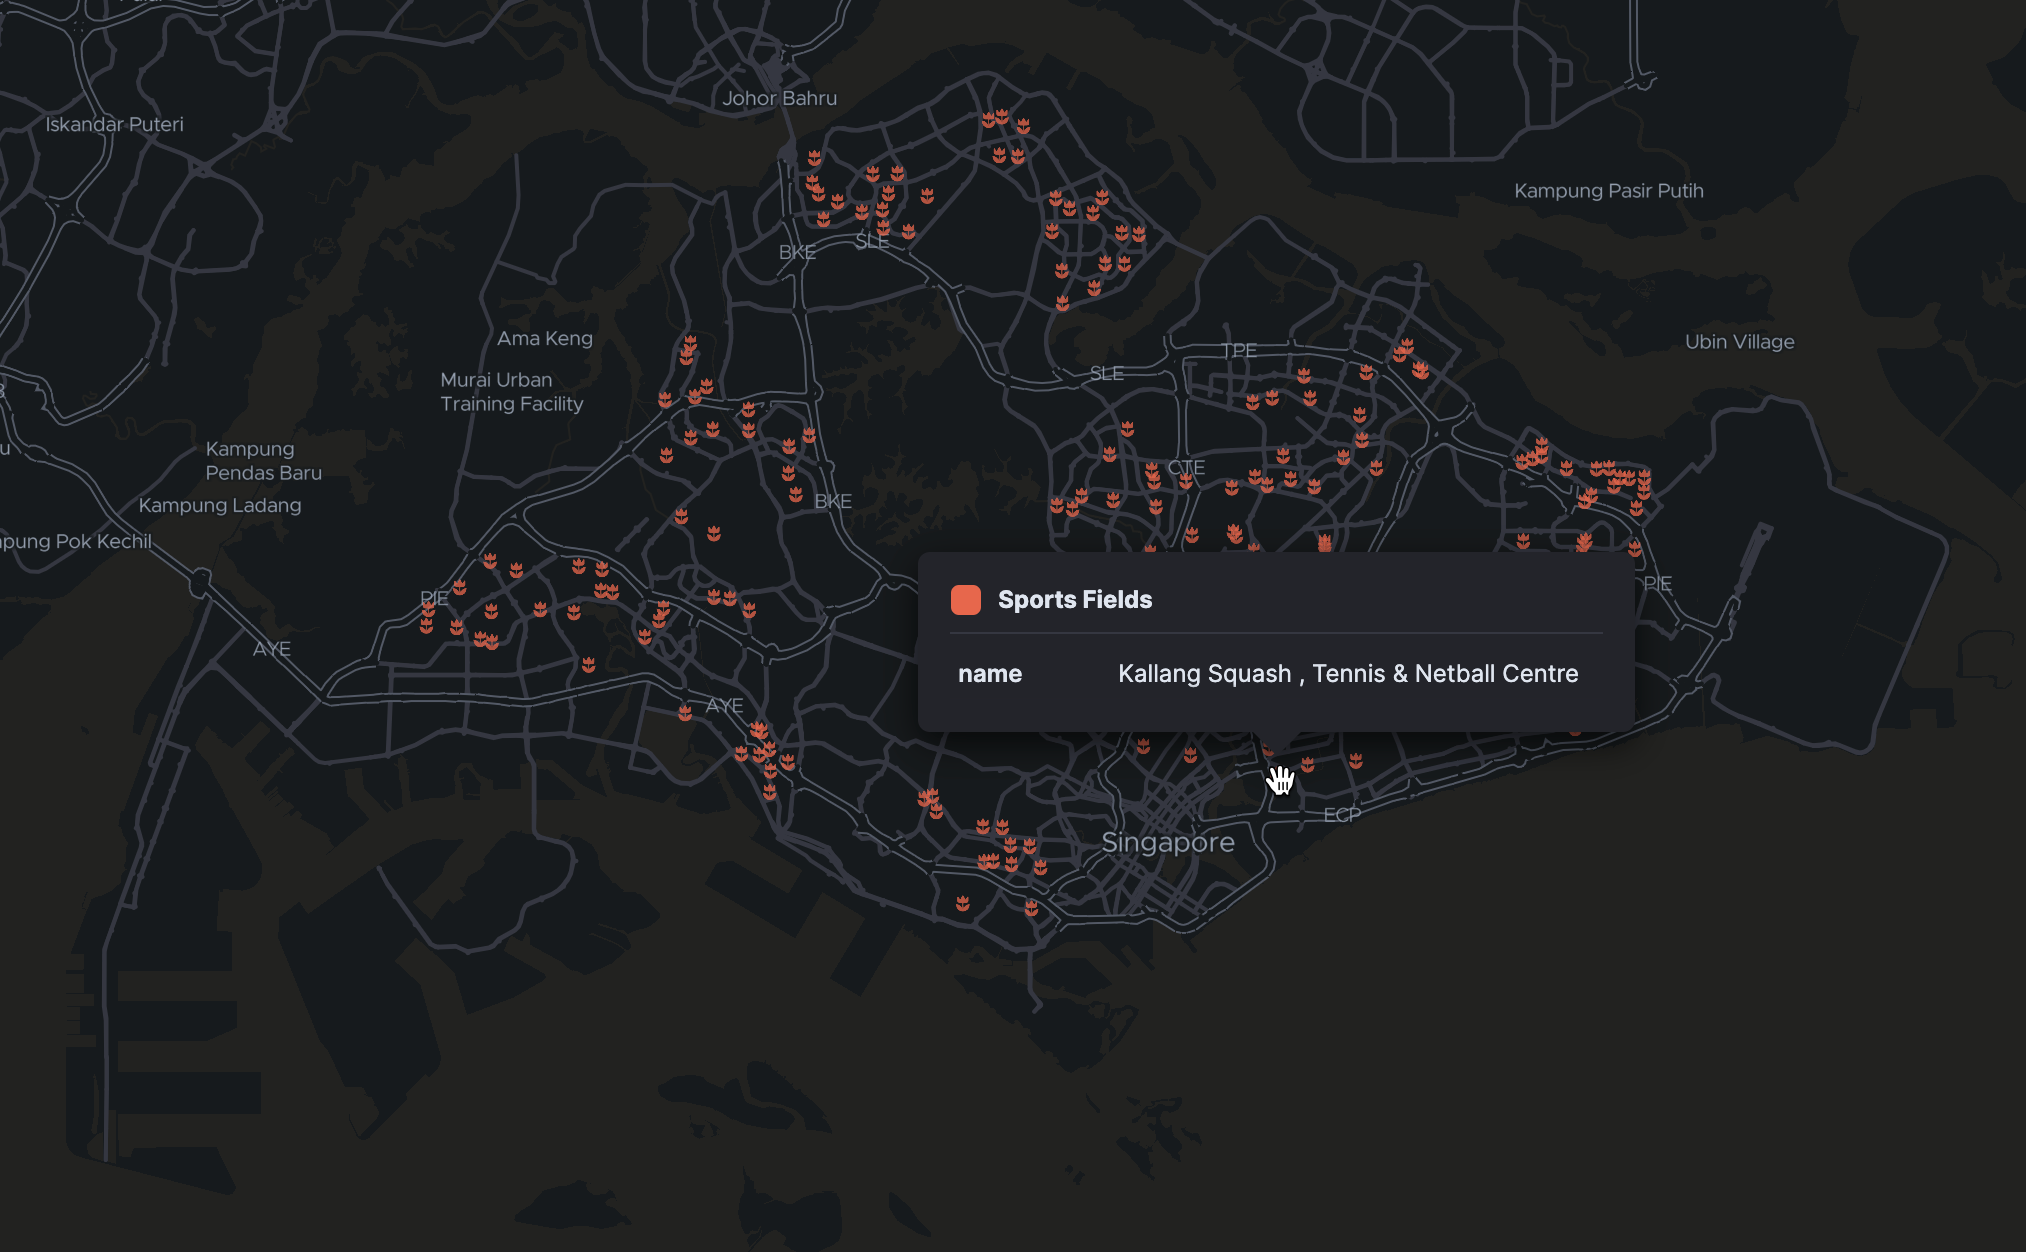 Johor Bahru
Iskandar Puteri
Kampung Pasir Putih
BKE
SLE
Ama Keng
Ubin Village
TPE
SLE
Murai Urban
Training Facility
Kampung
Pendas Baru
CTE
Kampung Ladang
BKE
pung Pok Kechil
PIE
PIE
Sports Fields
AYE
name
Kallang Squash , Tennis & Netball Centre
AYE
ECP
Singapore